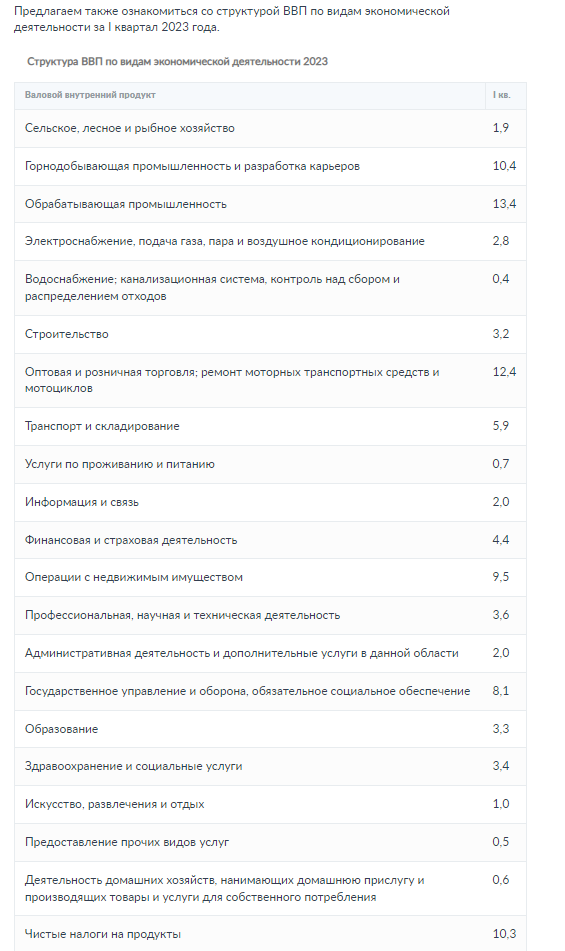 Предлагаем также ознакомиться со структурой ВВП по видам экономической
деятельности за I квартал 2023 года.
Структура ВВП по видам экономической деятельности 2023
Валовой внутренний продукт I кв.
Сельское, лесное и рыбное хозяйство 1,9
Горнодобывающая промышленность и разработка карьеров 10,4
Обрабатывающая промышленность 13,4
Электроснабжение, подача газа, пара и воздушное кондиционирование 2,8
Водоснабжение; канализационная система, контроль над сбором и 0,4
распределением отходов
Строительство 3,2
Оптовая и розничная торговля; ремонт моторных транспортных средств и 12,4
мотоциклов
Транспорт и складирование 5,9
Услуги по проживанию и питанию 0,7
Информация и связь 2,0
Финансовая и страховая деятельность 4,4
Операции с недвижимым имуществом 9,5
Профессиональная, научная и техническая деятельность 3,6
Административная деятельность и дополнительные услуги в данной области 2,0
Государственное управление и оборона, обязательное социальное обеспечение 8,1
Образование 3,3
Здравоохранение и социальные услуги 3,4
Искусство, развлечения и отдых 1,0
Предоставление прочих видов услуг 0,5
Деятельность домашних хозяйств, нанимающих домашнюю прислугу и 0,6
производящих товары и услуги для собственного потребления
Чистые налоги на продукты 10,3